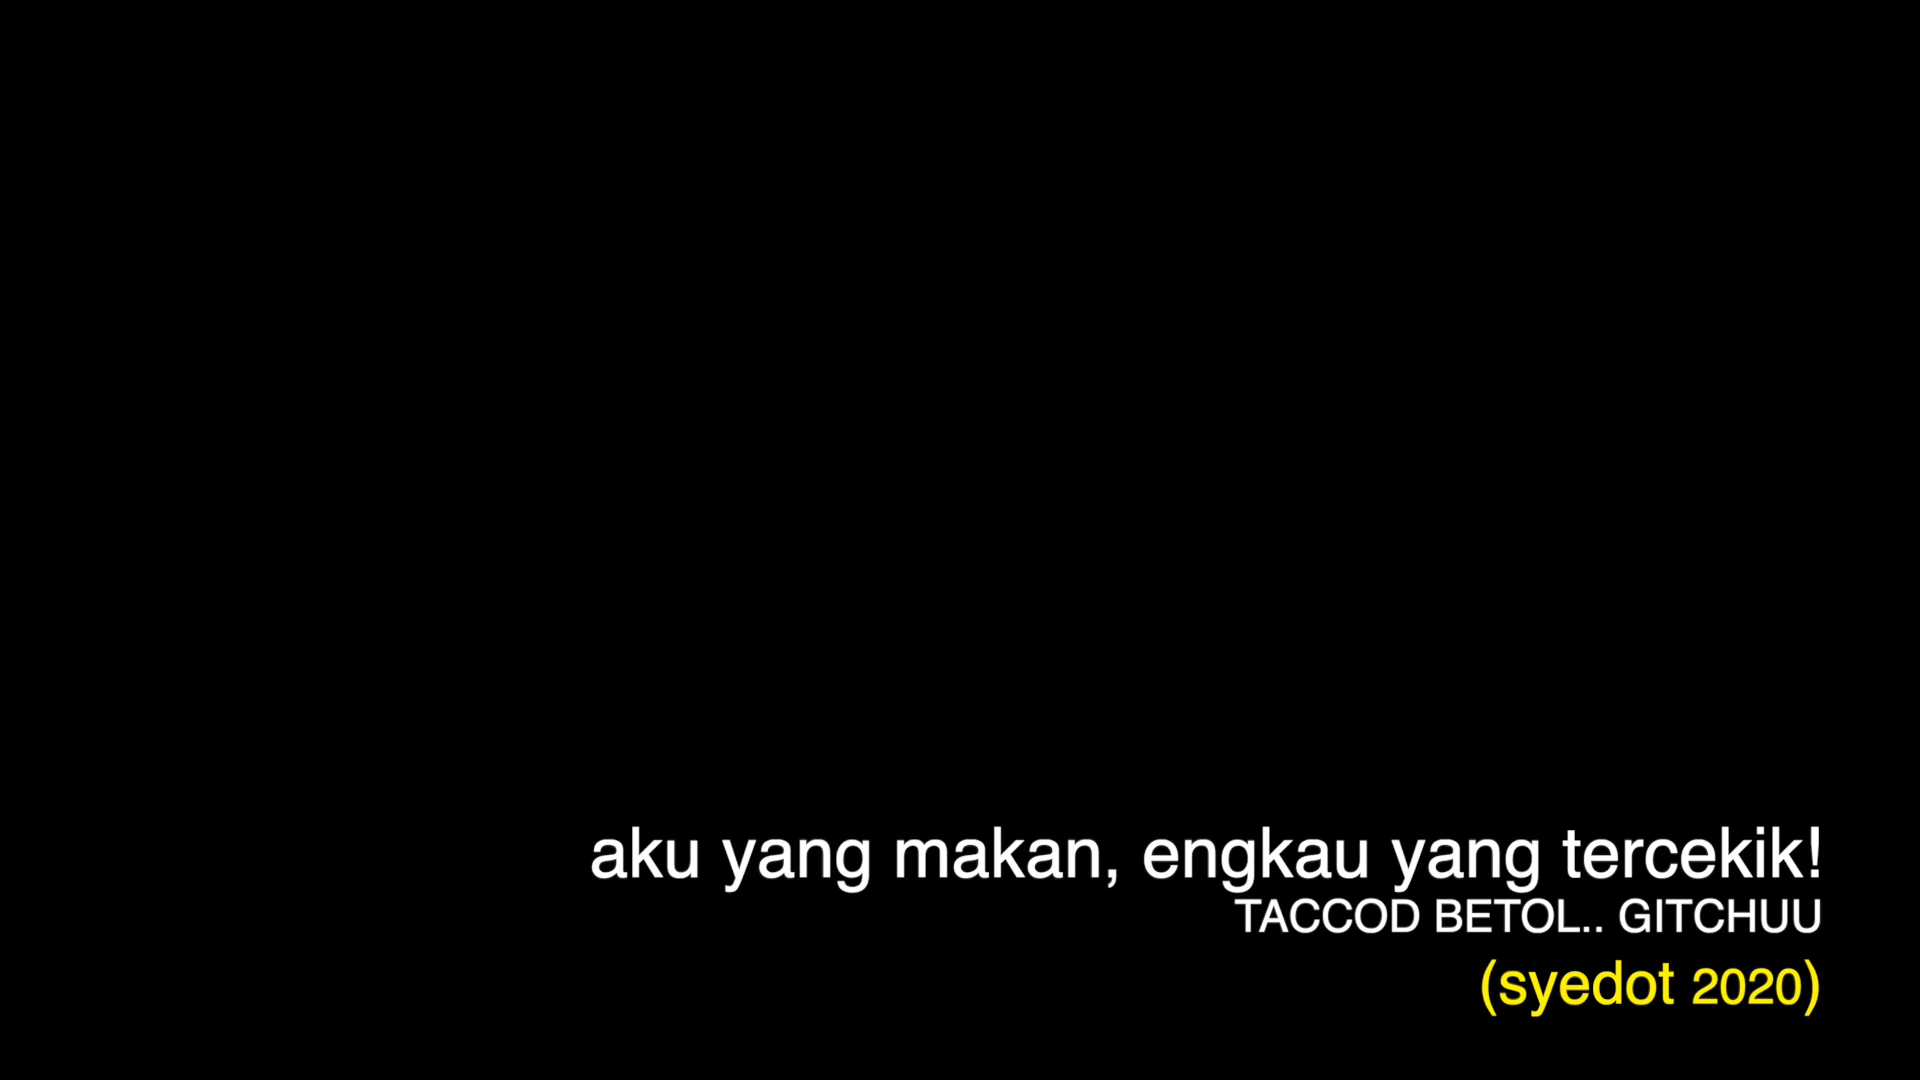 aku yang makan, engkau yang tercekik!
TACCOD BETOL.. GITCHUU
(syedot 2020)